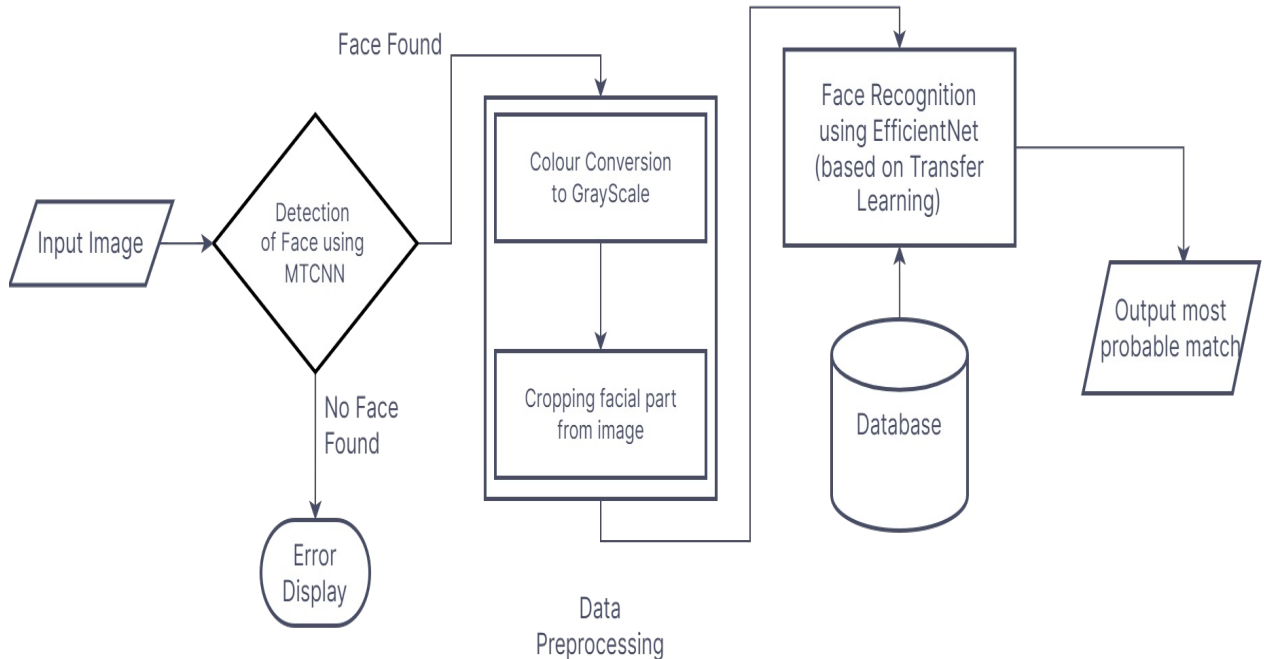 Input Image
Detection
of Face using
MTCNN
Face Found
No Face
Found
Error
Display
Colour Conversion
to GrayScale
Cropping facial part
from image
Data
Preprocessing
Face Recognition
using EfficientNet
(based on Transfer
Learning)
Database
Output most
probable match